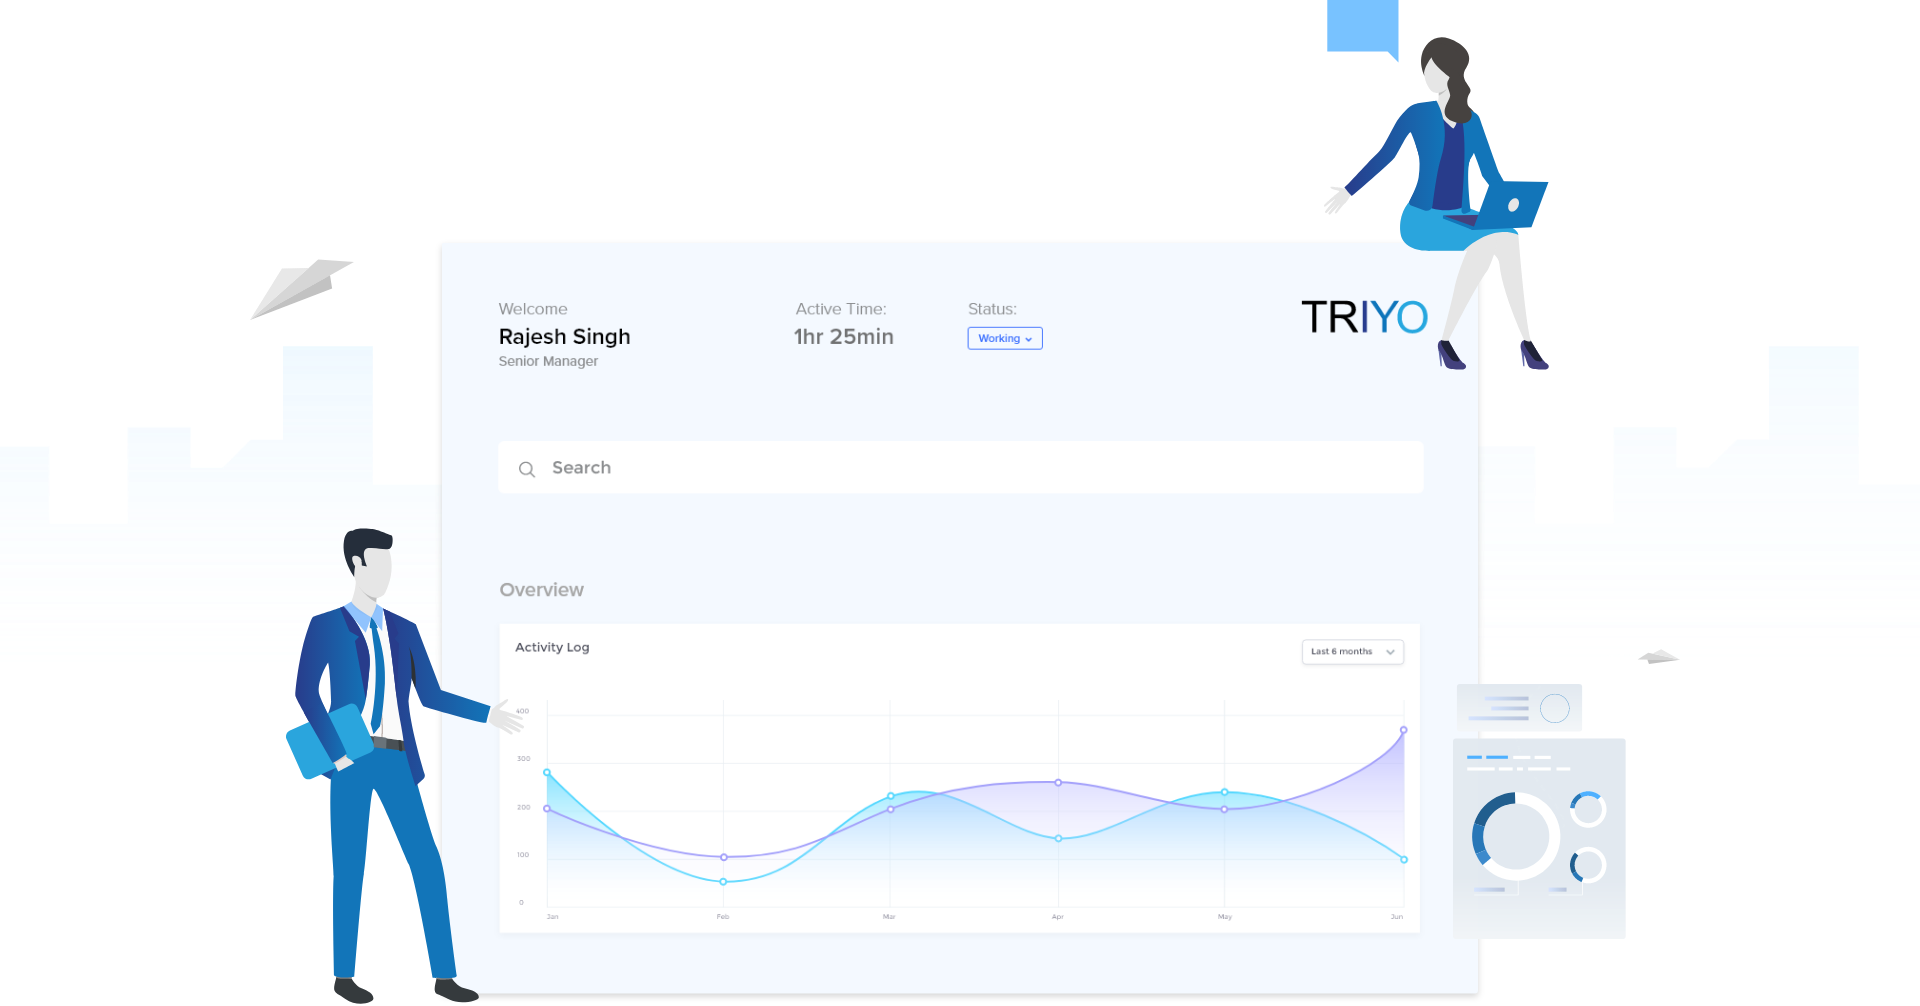 Welcome
Rajesh Singh
Senior Manager
Active Time:
1hr 25min
Status:
Working
TRIYO
Search
Overview
Activity Log
Last 6 months
400
300
200
100
0
Jan
Feb
Mar
Apr
May
Jun